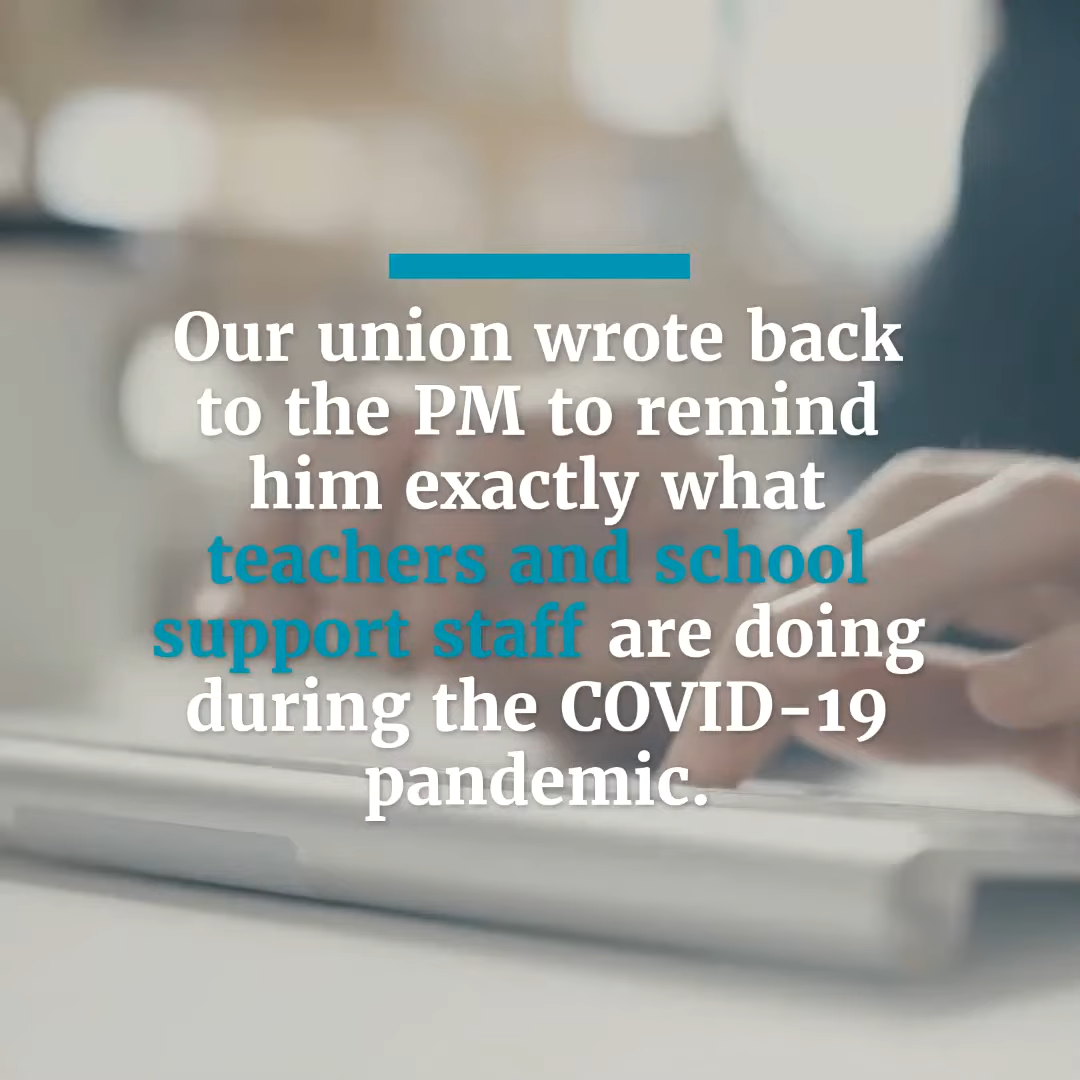 Our union wrote back
to the PM to remind
him exactly what
teachers and school
support staff are doing
during the COVID-19
pandemic.